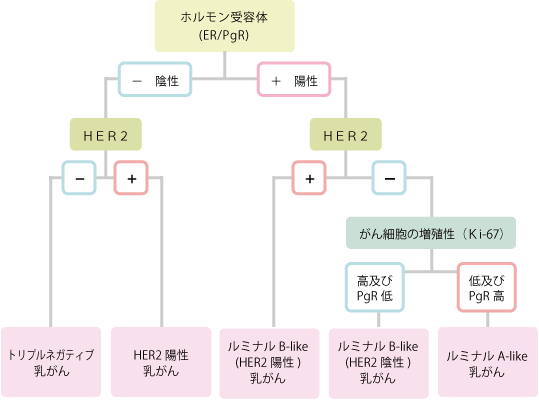 ホルモン受容体
(ER/PgR)
－ 陰性
＋ 陽性
HER2
HER2
－
＋
＋
－
がん細胞の増殖性（Ki-67）
高及び
PgR 低
低及び
PgR 高
トリプルネガティブ
乳がん
HER2 陽性
乳がん
ルミナル B-like
(HER2 陽性 )
乳がん
ルミナル B-like
(HER2 陰性 )
乳がん
ルミナル A-like
乳がん